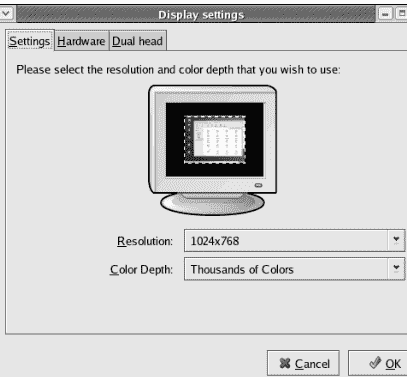 Display settings
Settings Hardware Dual head
Please select the resolution and color depth that you wish to use:
Resolution: 1024x768
Color Depth: Thousands of Colors
Cancel OK